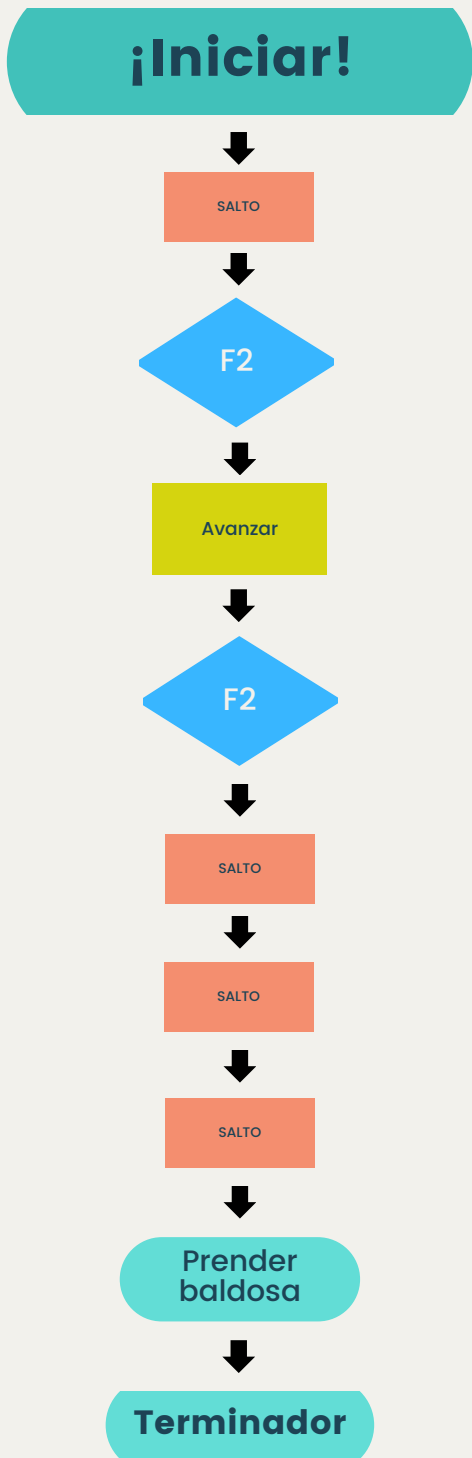 ¡Iniciar!
SALTO
F2
Avanzar
F2
SALTO
SALTO
SALTO
Prender
baldosa
Terminador